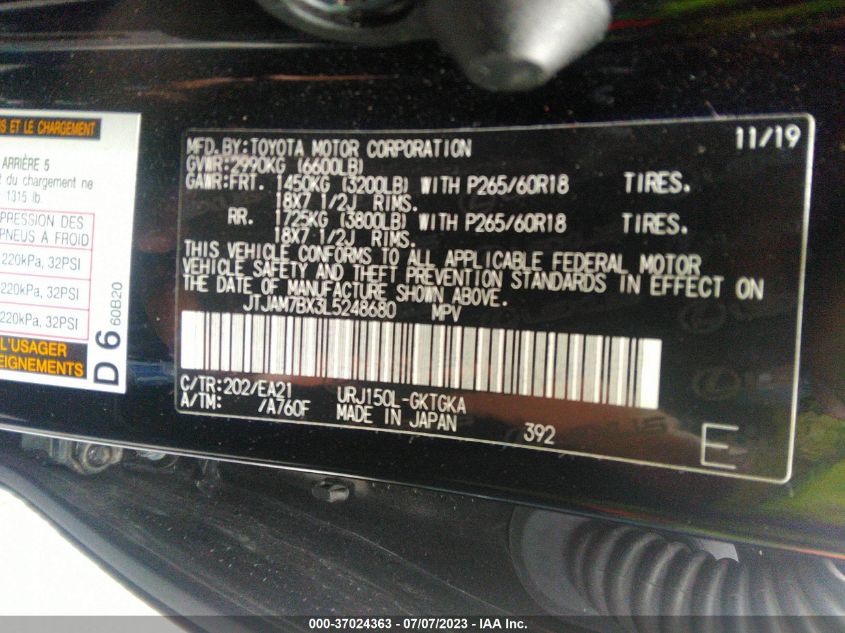 S ET LE CHARGEMENT
ARRIÈRE 5
t du chargement ne
1315 lb.
PRESSION DES
PNEUS À FROID
220kPa, 32PSI
220kPa, 32PSI
220kPa, 32PSI
L'USAGER
EIGNEMENTS
D 6
60B20
MFD.BY:TOYOTA MOTOR CORPORATION 11/19
GVWR:2990KG (6600LB)
GAWR:FRT. 1450KG (3200LB) WITH P265/60R18 TIRES.
18X7 1/2J RIMS.
RR. 1725KG (3800LB) WITH P265/60R18 TIRES.
18X7 1/2J RIMS.
THIS VEHICLE CONFORMS TO ALL APPLICABLE FEDERAL MOTOR
VEHICLE SAFETY AND THEFT PREVENTION STANDARDS IN EFFECT ON
THE DATE OF MANUFACTURE SHOWN ABOVE.
JTJAM7BX3L5248680 MPV
C/TR:202/EA21 URJ150L-GKTGKA
A/TM: /A760F MADE IN JAPAN 392
E
000-37024363 - 07/07/2023 - IAA Inc.